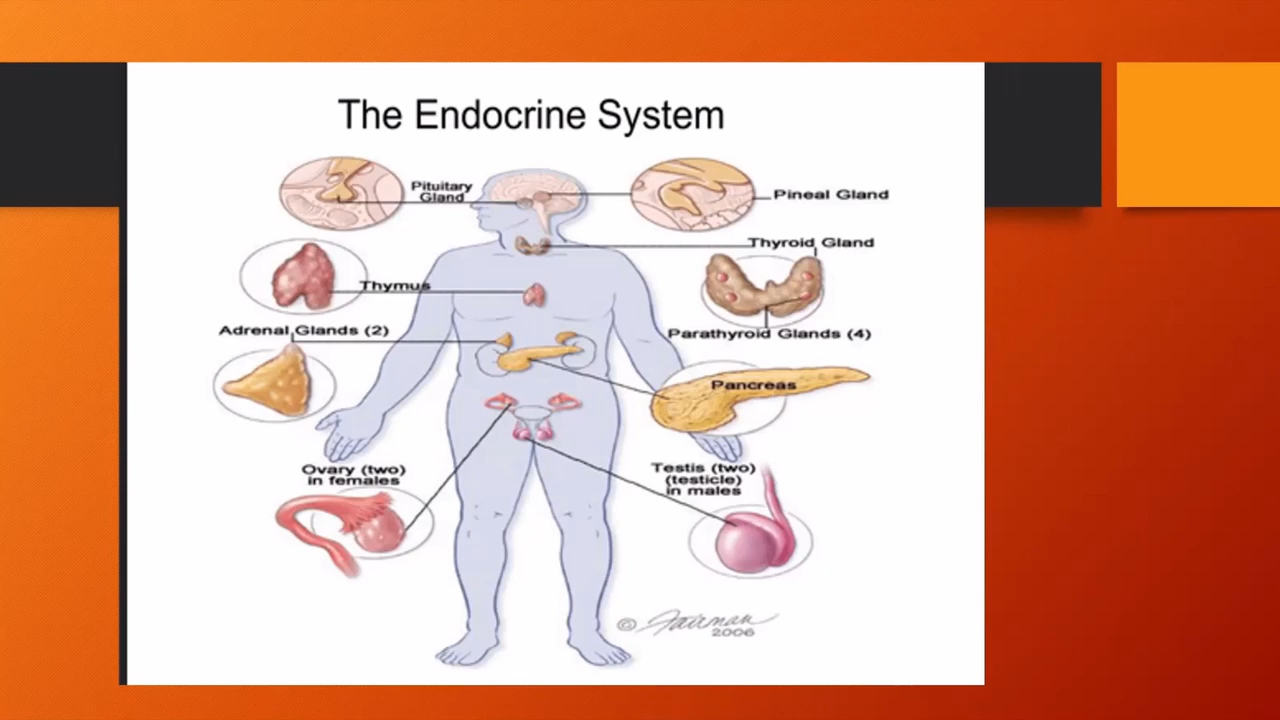 The Endocrine System
Pituitary
Gland
Pineal Gland
Thyroid Gland
Thymus
Adrenal Glands (2)
Parathyroid Glands (4)
Pancreas
Ovary (two)
in females
Testis (two)
(testicle)
in males
© Fairman
2006